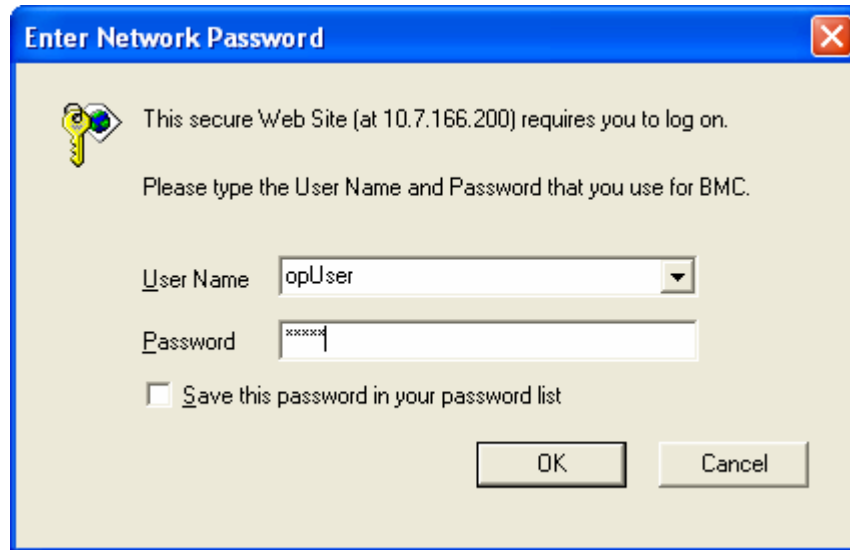 Enter Network Password
This secure Web Site (at 10.7.166.200) requires you to log on.
Please type the User Name and Password that you use for BMC.
User Name opUser
Password *****
Save this password in your password list
OK Cancel